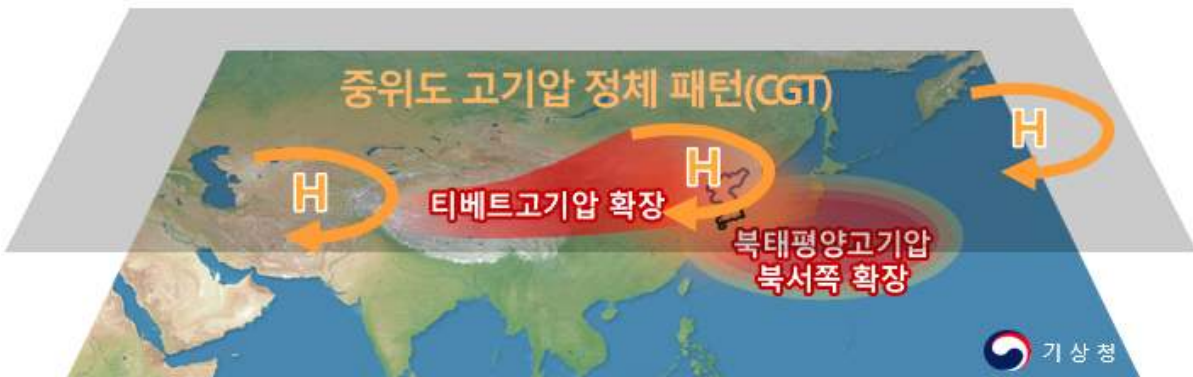 중위도 고기압 정체 패턴(CGT)
H
H
H
티베트고기압 확장
북태평양고기압
북서쪽 확장
기상청